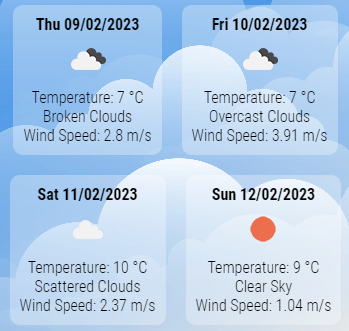 Thu 09/02/2023
Temperature: 7 °C
Broken Clouds
Wind Speed: 2.8 m/s
Fri 10/02/2023
Temperature: 7 °C
Overcast Clouds
Wind Speed: 3.91 m/s
Sat 11/02/2023
Temperature: 10 °C
Scattered Clouds
Wind Speed: 2.37 m/s
Sun 12/02/2023
Temperature: 9 °C
Clear Sky
Wind Speed: 1.04 m/s